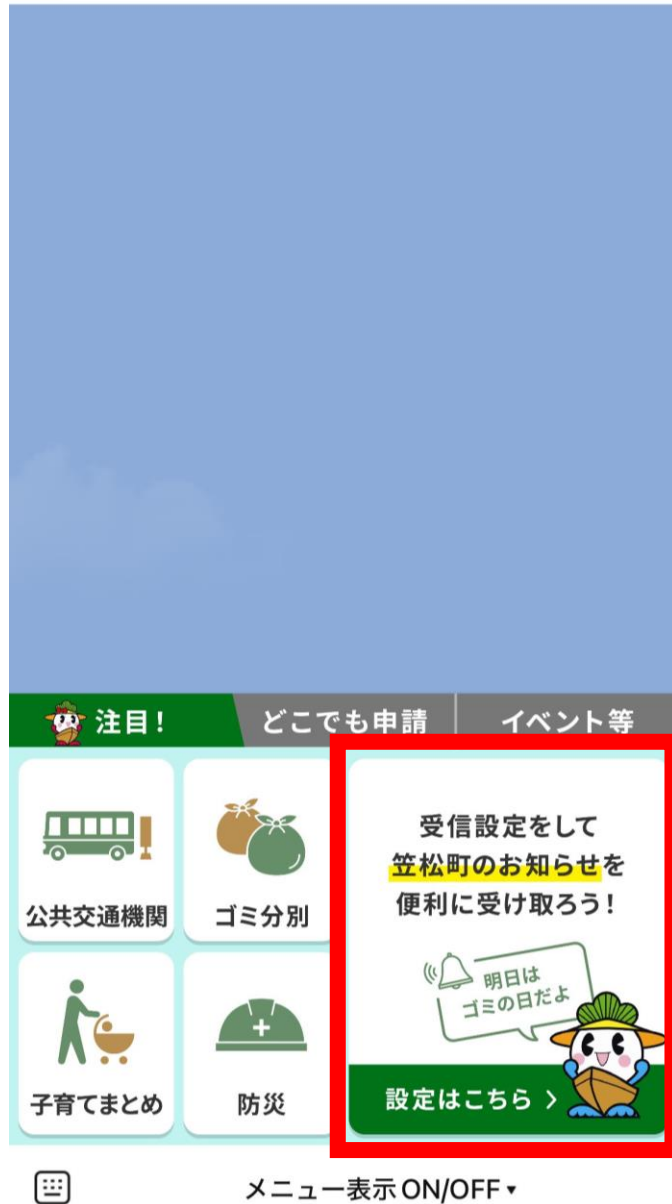 注目!
どこでも申請
イベント等
公共交通機関
ゴミ分別
子育てまとめ
防災
受信設定をして
笠松町のお知らせを
便利に受け取ろう!
明日は
ゴミの日だよ
設定はこちら >
メニュー表示 ON/OFF ▾